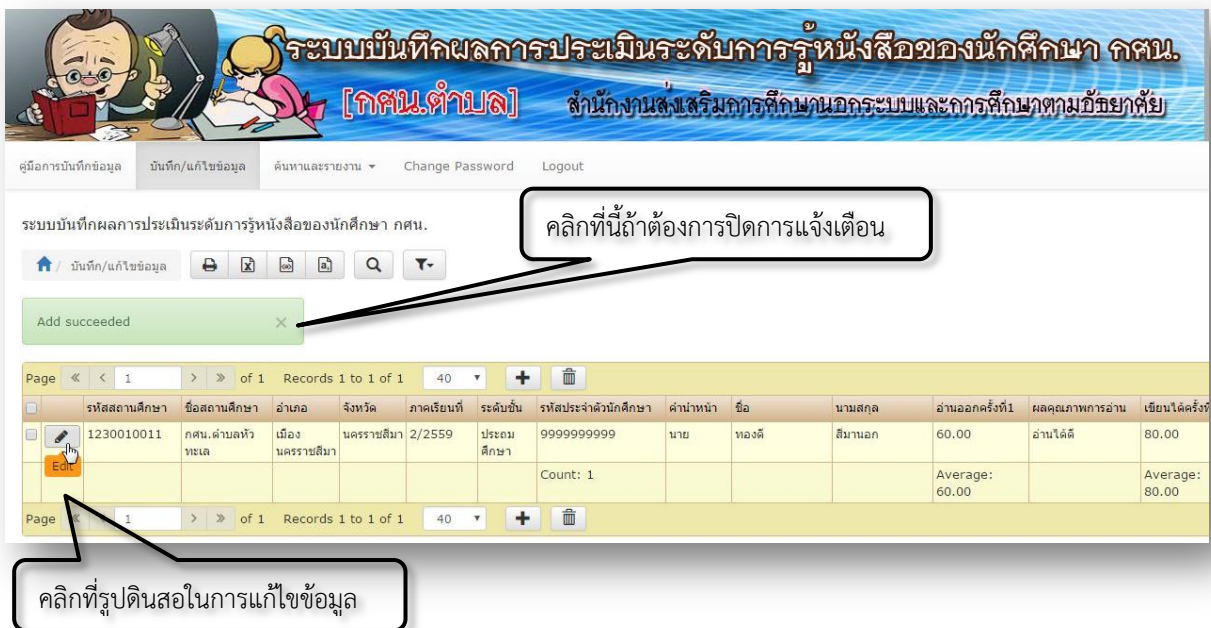 ระบบบันทึกผลการประเมินระดับการรู้หนังสือของนักศึกษา กศน.
[กศน.ตำบล] สำนักงานส่งเสริมการศึกษานอกระบบและการศึกษาตามอัธยาศัย
คู่มือการบันทึกข้อมูล บันทึก/แก้ไขข้อมูล ค้นหาและรายงาน Change Password Logout
ระบบบันทึกผลการประเมินระดับการรู้หนังสือของนักศึกษา กศน.
คลิกที่นี้ถ้าต้องการปิดการแจ้งเตือน
/ บันทึก/แก้ไขข้อมูล
Add succeeded ×
Page 1 of 1 Records 1 to 1 of 1 40
รหัสสถานศึกษา ชื่อสถานศึกษา อำเภอ จังหวัด ภาคเรียนที่ ระดับชั้น รหัสประจำตัวนักศึกษา คำนำหน้า ชื่อ นามสกุล อ่านออกครั้งที่1 ผลคุณภาพการอ่าน เขียนได้ครั้งที่
1230010011 กศน.ตำบลหัว เมือง นครราชสีมา 2/2559 ประถม 9999999999 นาย ทองดี สีมานอก 60.00 อ่านได้ดี 80.00
ทะเล นครราชสีมา ศึกษา
Edit
Count: 1 Average: Average:
60.00 80.00
Page 1 of 1 Records 1 to 1 of 1 40
คลิกที่รูปดินสอในการแก้ไขข้อมูล